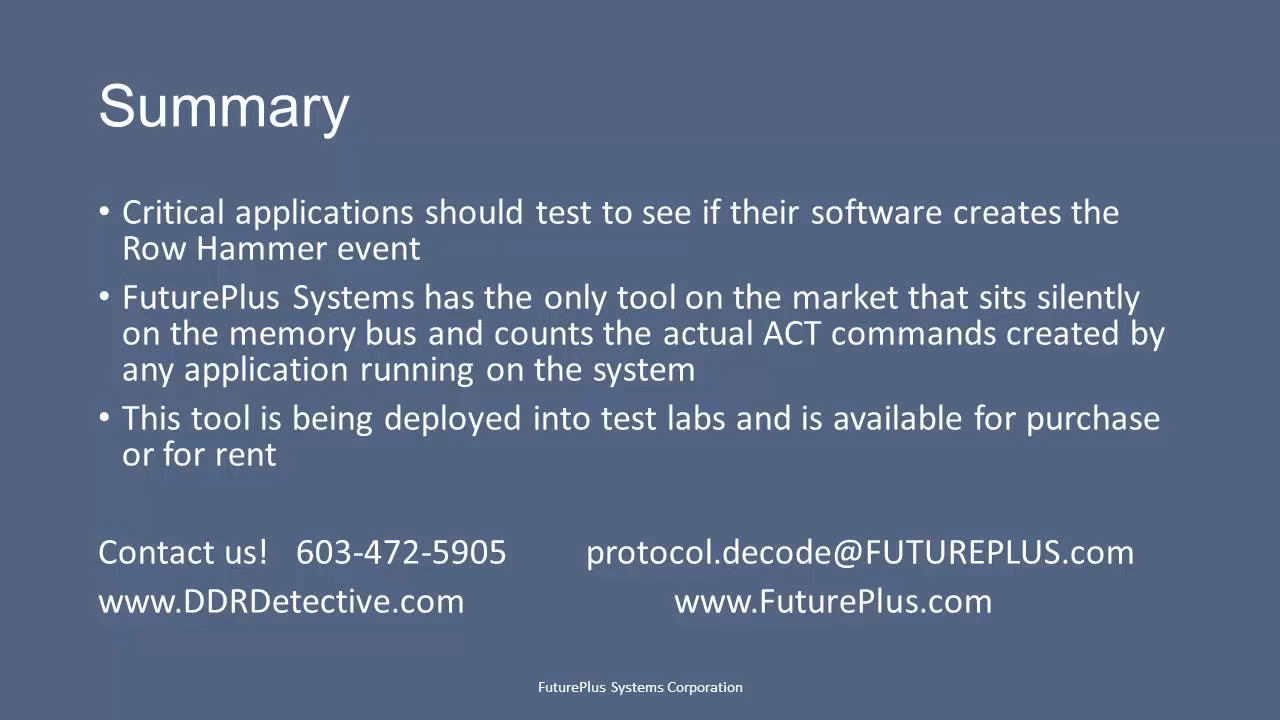 Summary
• Critical applications should test to see if their software creates the
Row Hammer event
• FuturePlus Systems has the only tool on the market that sits silently
on the memory bus and counts the actual ACT commands created by
any application running on the system
• This tool is being deployed into test labs and is available for purchase
or for rent
Contact us! 603-472-5905 protocol.decode@FUTUREPLUS.com
www.DDRDetective.com www.FuturePlus.com
FuturePlus Systems Corporation